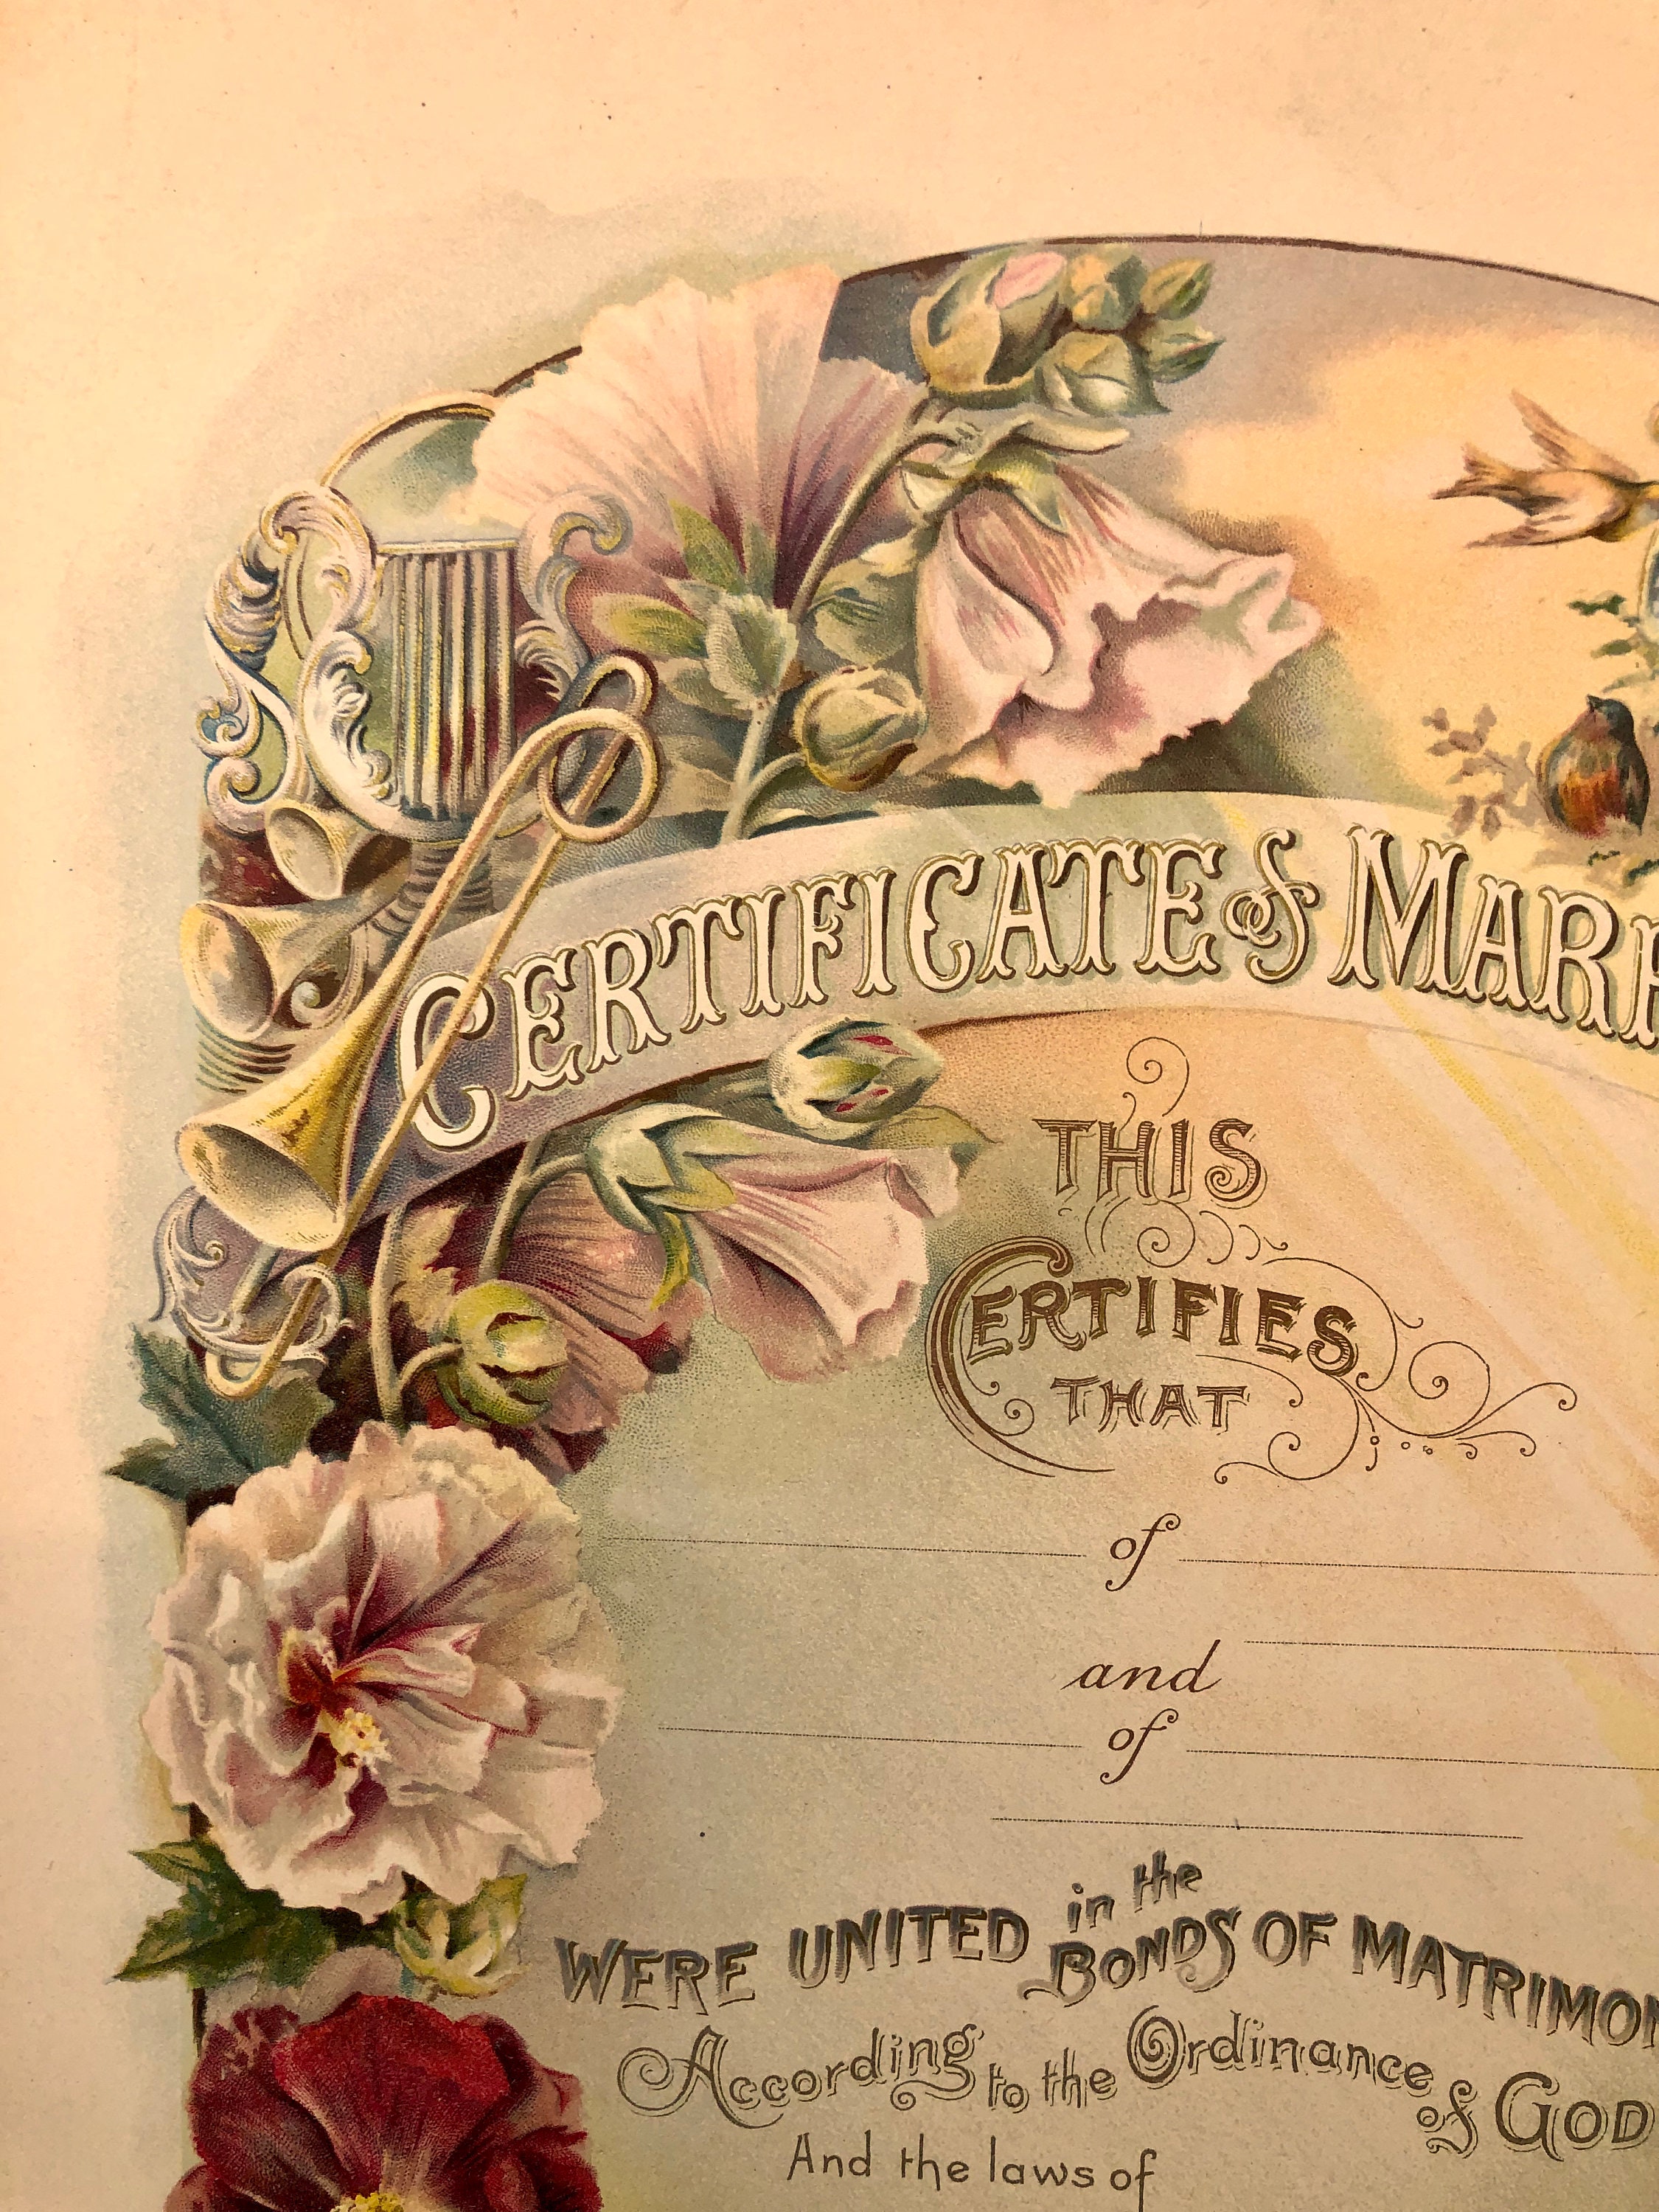 CERTIFICATE of MARR
THIS
CERTIFIES
THAT
of
and
of
WERE UNITED in the BONDS OF MATRIMON
According to the Ordinance of GOD
And the laws of